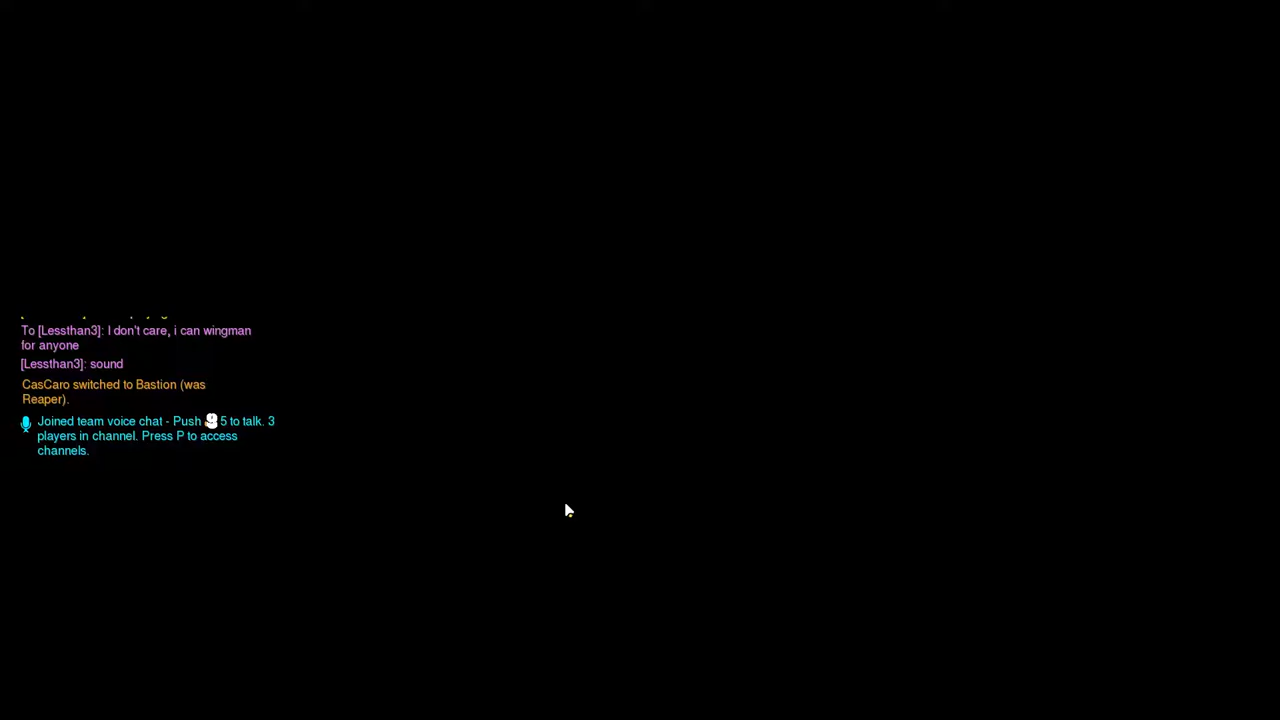 To [Lessthan3]: I don't care, i can wingman
for anyone
[Lessthan3]: sound
CasCaro switched to Bastion (was
Reaper).
Joined team voice chat - Push 5 to talk. 3
players in channel. Press P to access
channels.